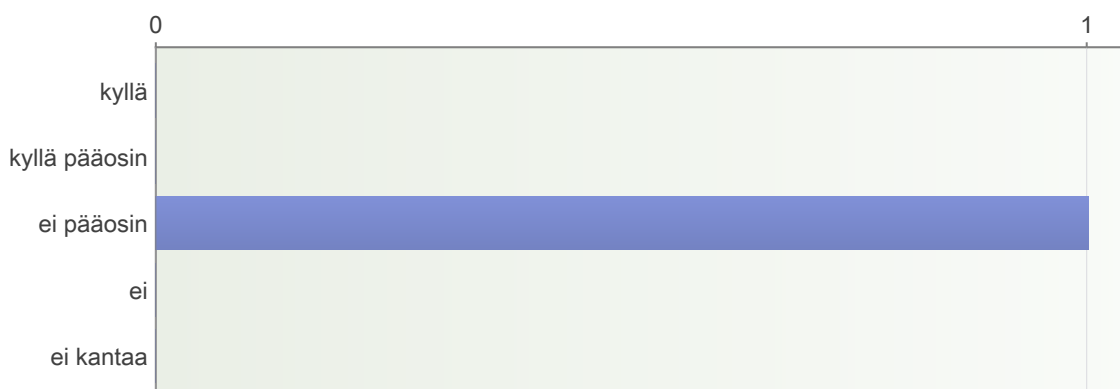 0 1
kyllä
kyllä pääosin
ei pääosin
ei
ei kantaa